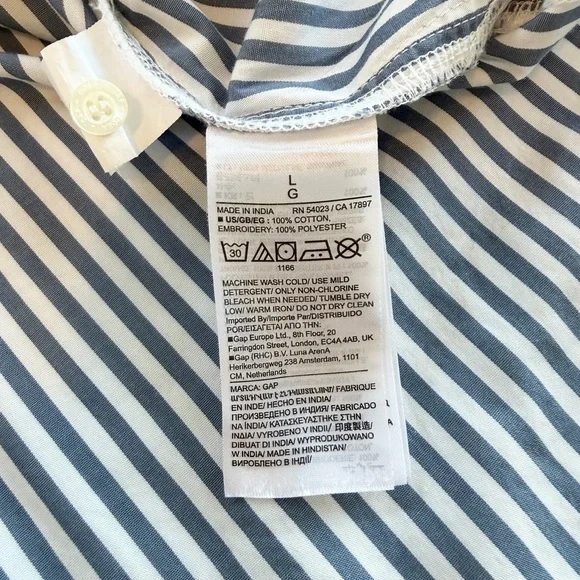 L
G
MADE IN INDIA RN 54023 / CA 17897
■ US/GB/EG : 100% COTTON,
EMBROIDERY: 100% POLYESTER
30 ®
1166
MACHINE WASH COLD/ USE MILD
DETERGENT/ ONLY NON-CHLORINE
BLEACH WHEN NEEDED/ TUMBLE DRY
LOW/ WARM IRON/ DO NOT DRY CLEAN
Imported By/Importe Par/DISTRIBUIDO
POR/ΕΙΣΑΓΕΤΑΙ ΑΠΟ ΤΗΝ:
■Gap Europe Ltd., 8th Floor, 20
Farringdon Street, London, EC4A 4AB, UK
■Gap (RHC) B.V. Luna ArenA
Herikerbergweg 238 Amsterdam, 1101
CM, Netherlands
MARCA: GAP
ԱՐՏԱԴՐՎԱԾ Է ՀՆԴԿԱՍՏԱՆՈՒՄ/ FABRIQUE
EN INDE/ HECHO EN INDIA/
ПРОИЗВЕДЕНО В ИНДИЯ/ FABRICADO
NA ÍNDIA/ ΚΑΤΑΣΚΕΥΑΣΤΗΚΕ ΣΤΗΝ
ΙΝΔΙΑ/ VYROBENO V INDII/ 印度製造/
DIBUAT DI INDIA/ WYPRODUKOWANO
W INDIACH/ MADE IN HINDISTAN/
ВИРОБЛЕНО В ІНДІЇ/